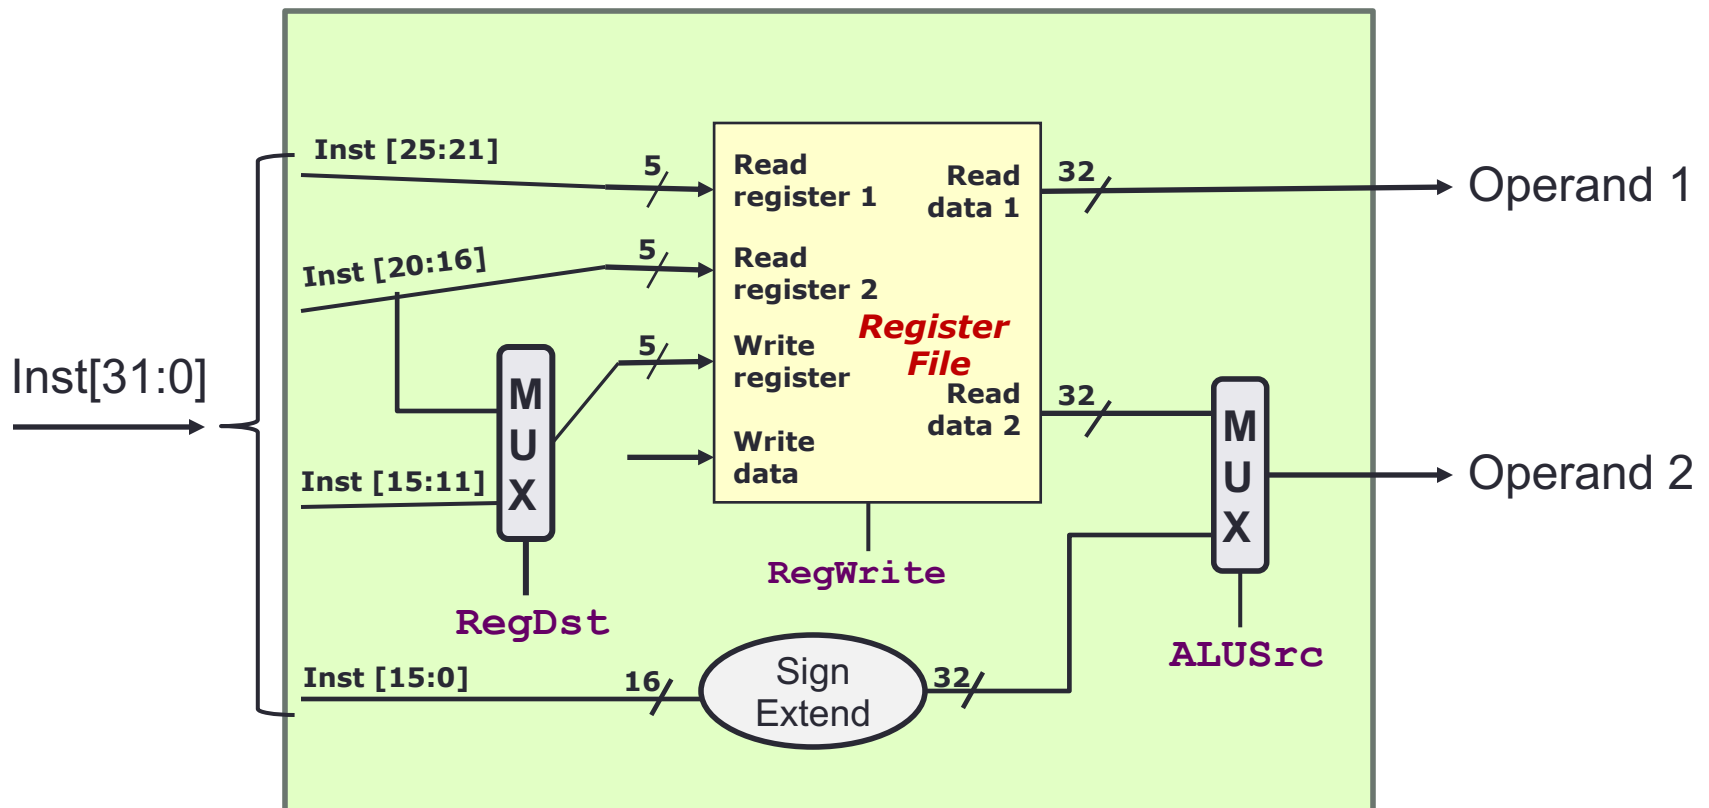 Inst [25:21]
5
Read
register 1
Read
data 1
32
Operand 1
Inst [20:16]
5
Read
register 2
Register
File
Inst[31:0]
MUX
5
Write
register
Read
data 2
32
MUX
Write
data
Inst [15:11]
Operand 2
RegDst
RegWrite
ALUSrc
Inst [15:0]
16
Sign
Extend
32